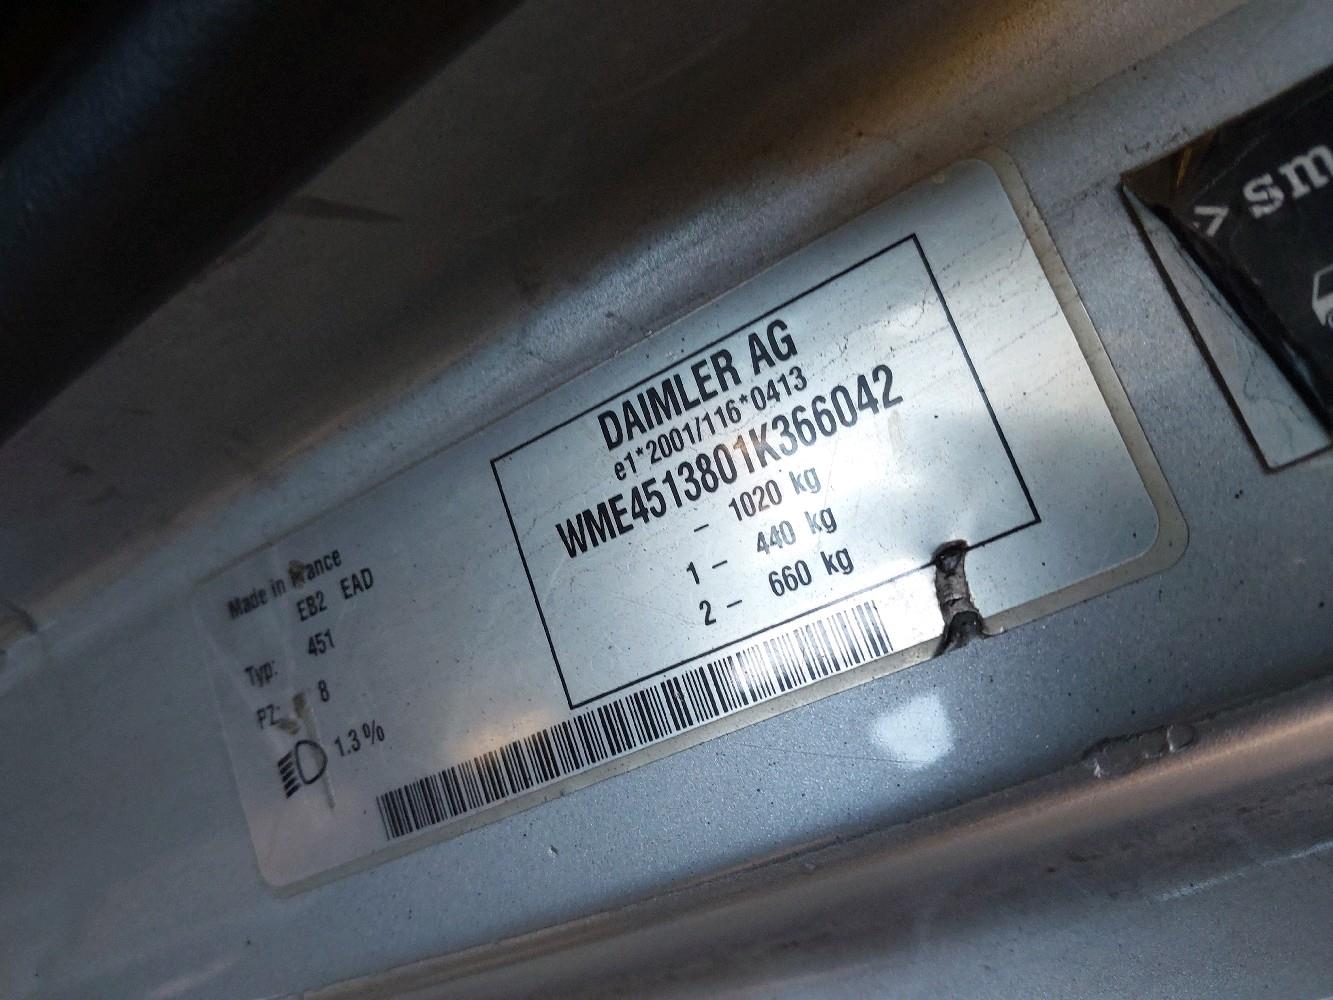 DAIMLER AG
e1*2001/116*0413
WME4513801K366042
- 1020 kg
1 - 440 kg
2 - 660 kg
Made in France
EB2 EAD
Typ: 451
PZ: 8
1.3%
> sm